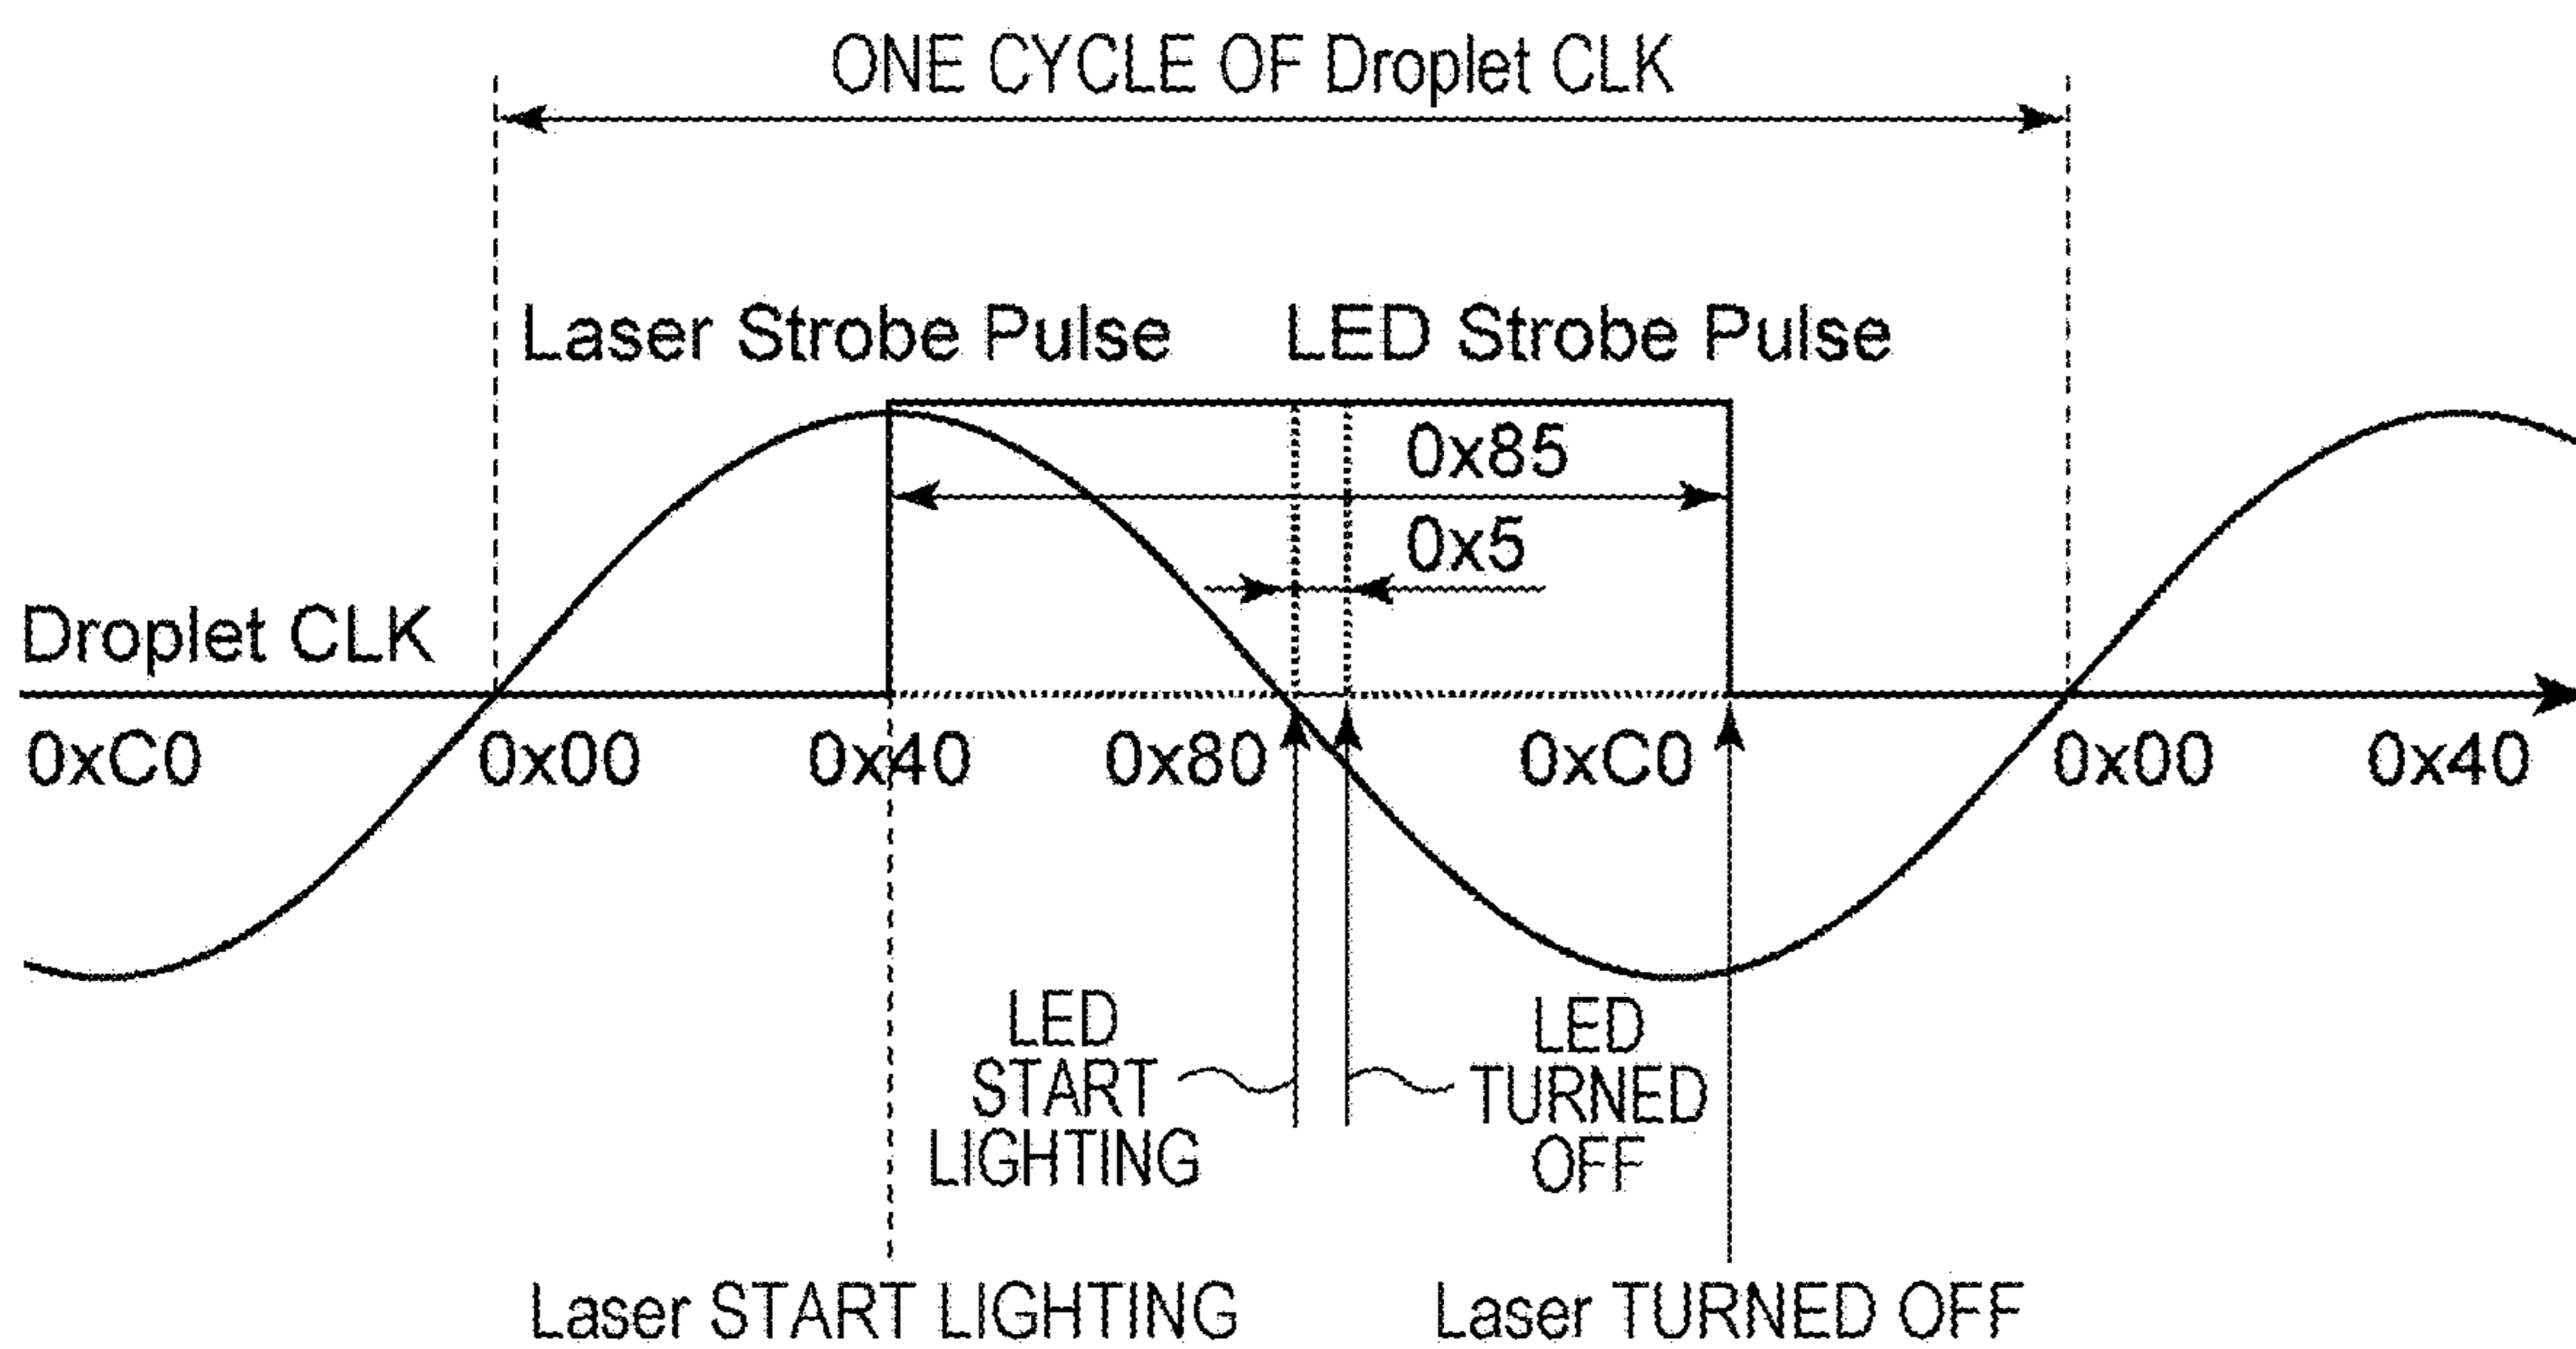 ONE CYCLE OF Droplet CLK
Laser Strobe Pulse
LED Strobe Pulse
0x85
0x5
Droplet CLK
0xC0
0x00
0x40
0x80
0xC0
0x00
0x40
LED
START
LIGHTING
LED
TURNED
OFF
Laser START LIGHTING
Laser TURNED OFF